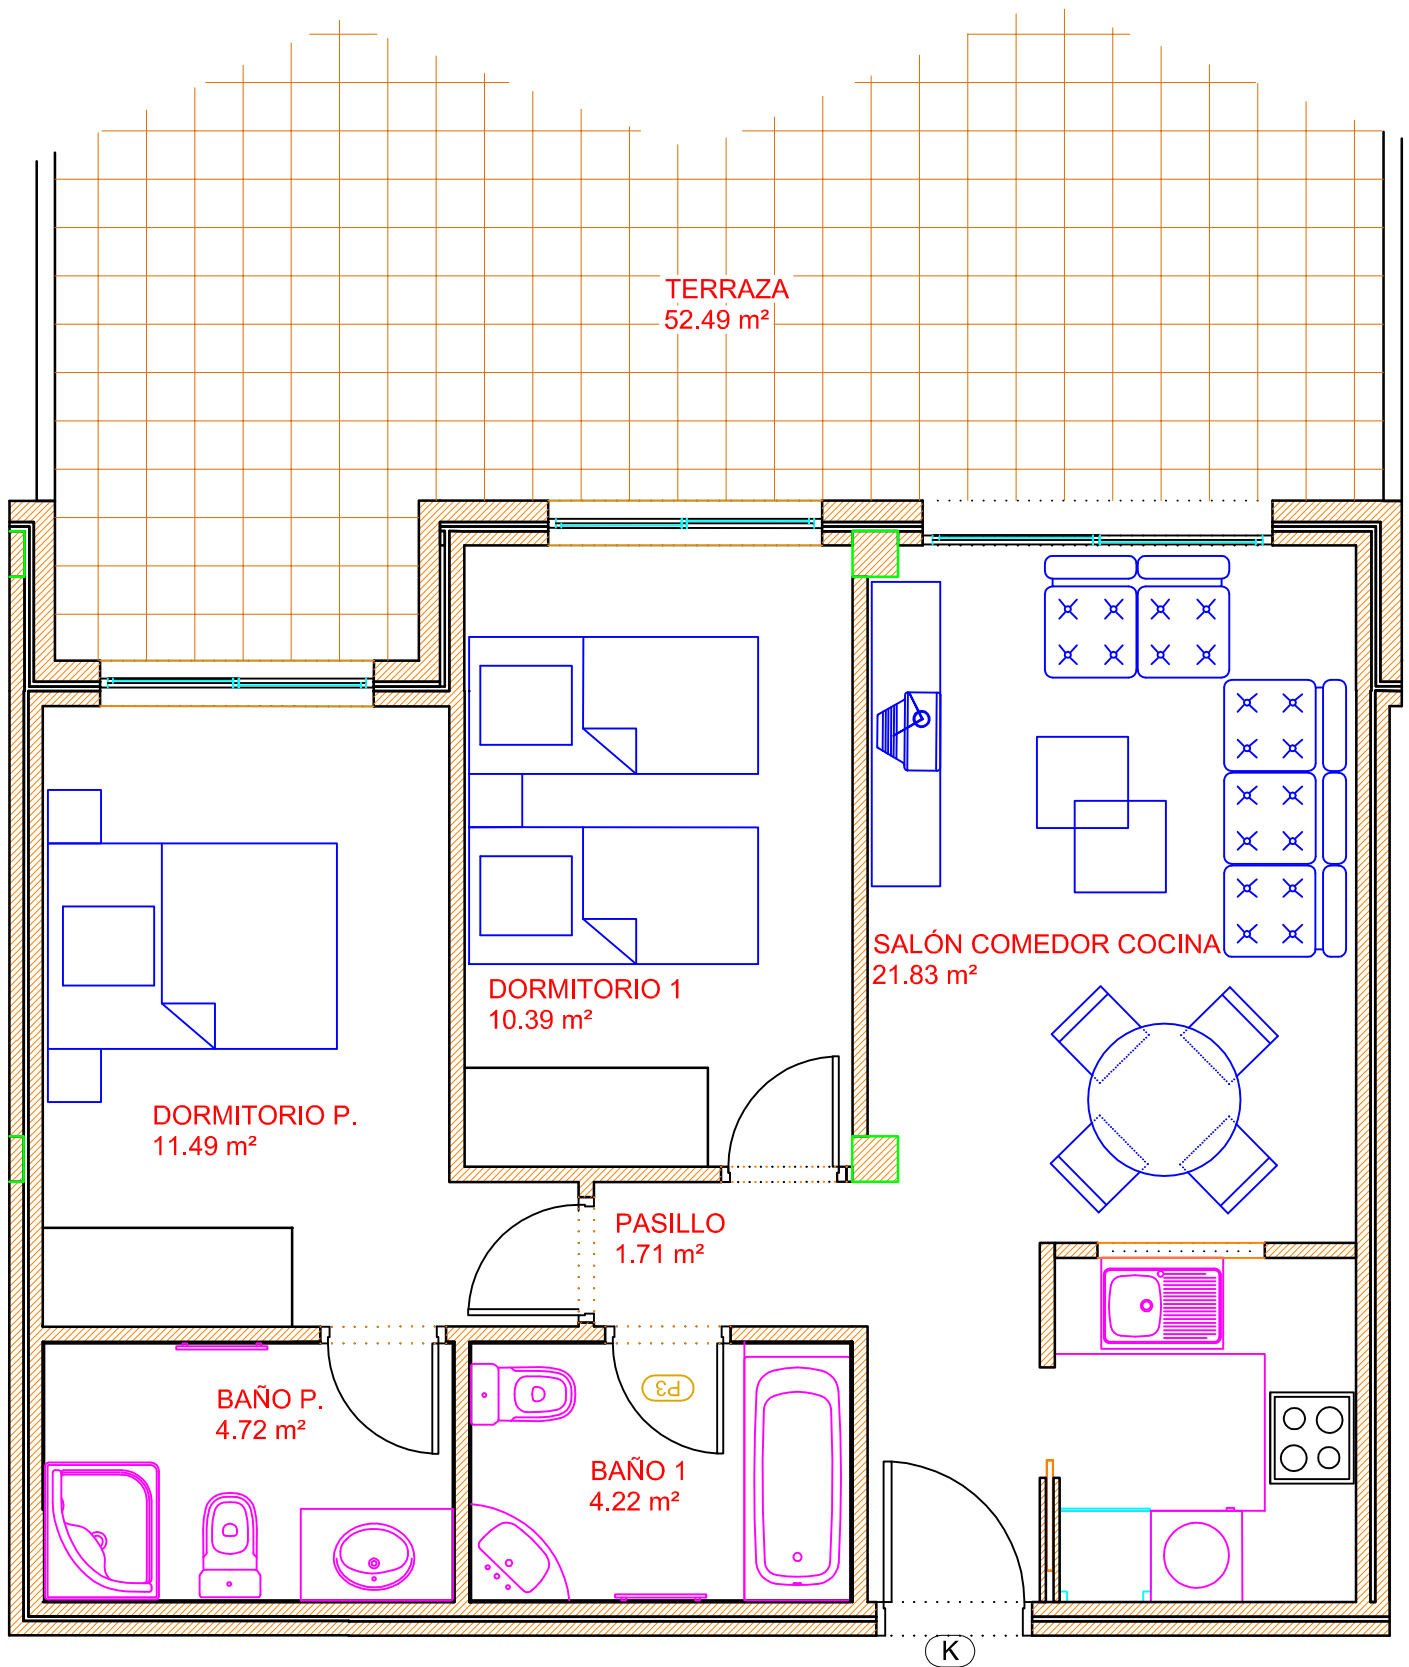 TERRAZA
52.49 m²
SALÓN COMEDOR COCINA
21.83 m²
DORMITORIO 1
10.39 m²
DORMITORIO P.
11.49 m²
PASILLO
1.71 m²
BAÑO P.
4.72 m²
P3
BAÑO 1
4.22 m²
K